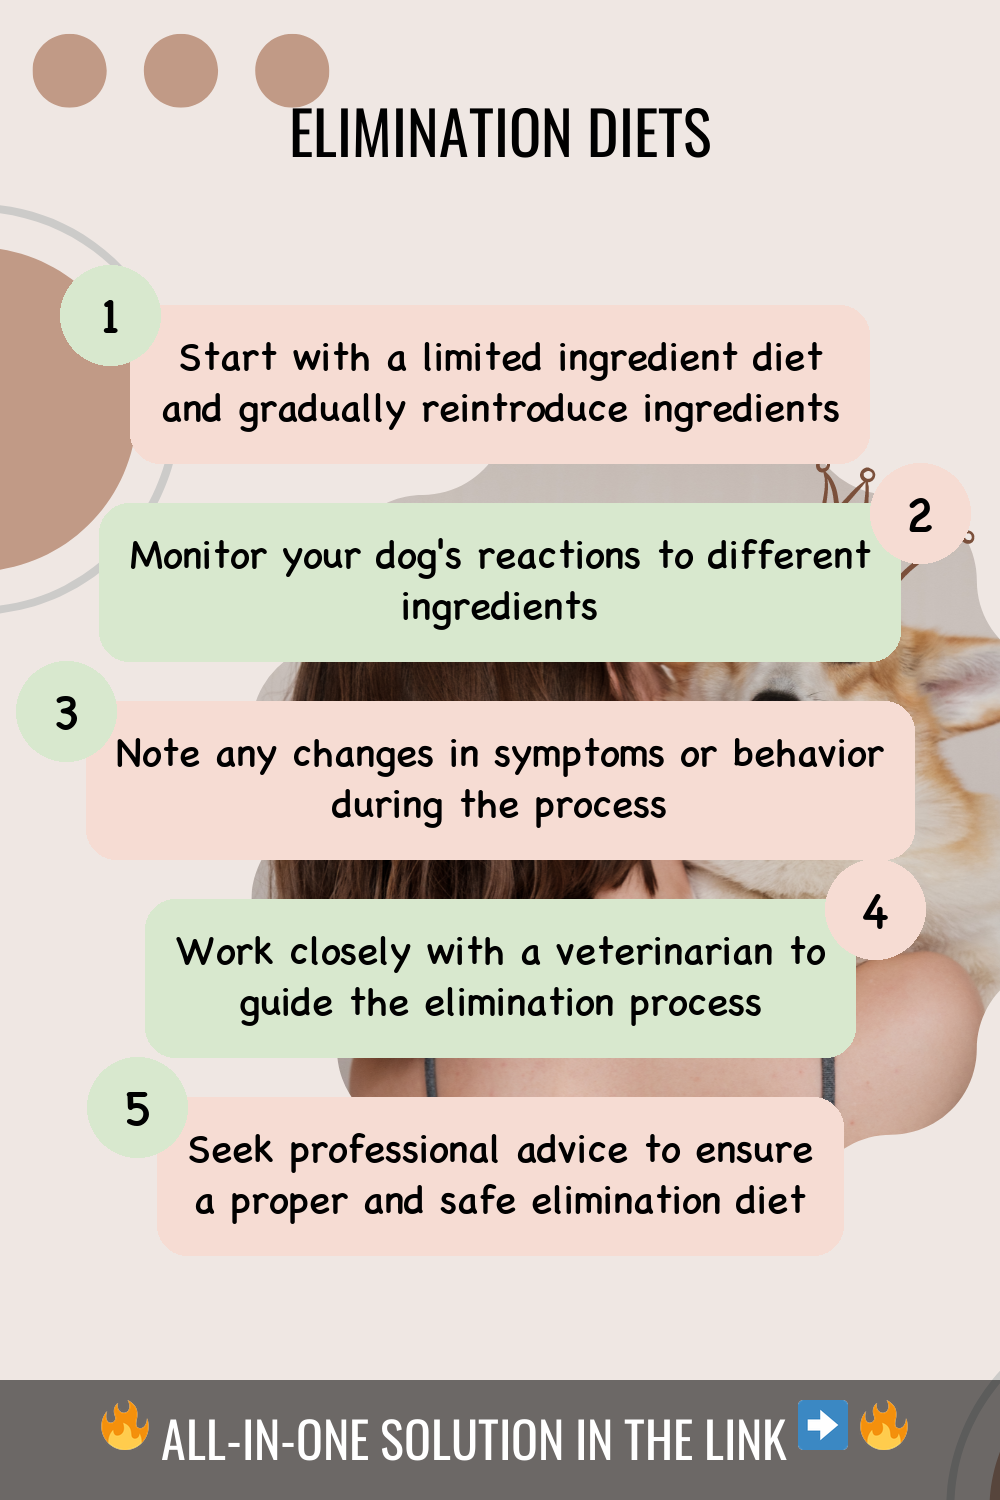 ELIMINATION DIETS
1
Start with a limited ingredient diet
and gradually reintroduce ingredients
2
Monitor your dog's reactions to different
ingredients
3
Note any changes in symptoms or behavior
during the process
4
Work closely with a veterinarian to
guide the elimination process
5
Seek professional advice to ensure
a proper and safe elimination diet
🔥 ALL-IN-ONE SOLUTION IN THE LINK ➡️ 🔥